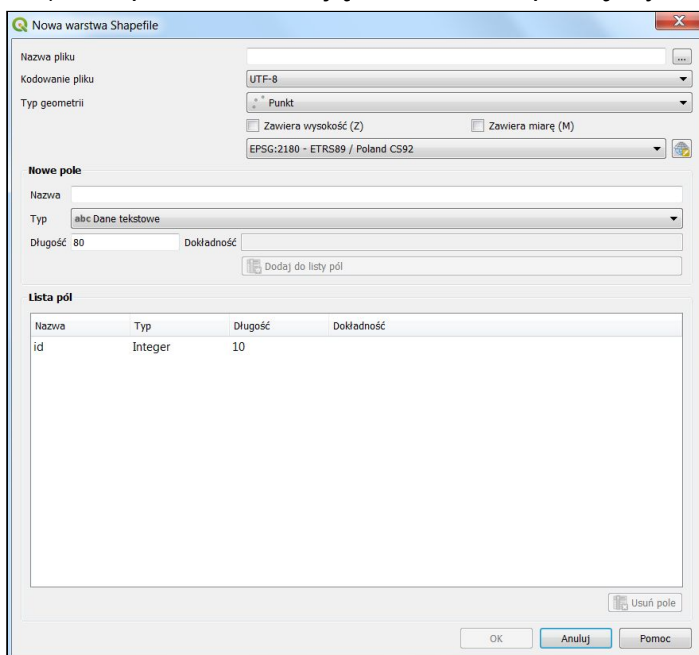 Nowa warstwa Shapefile
Nazwa pliku
...
Kodowanie pliku UTF-8
Typ geometrii Punkt
Zawiera wysokość (Z) Zawiera miarę (M)
EPSG:2180 - ETRS89 / Poland CS92
Nowe pole
Nazwa
Typ abc Dane tekstowe
Długość 80 Dokładność
Dodaj do listy pól
Lista pól
Nazwa Typ Długość Dokładność
id Integer 10
Usuń pole
OK Anuluj Pomoc